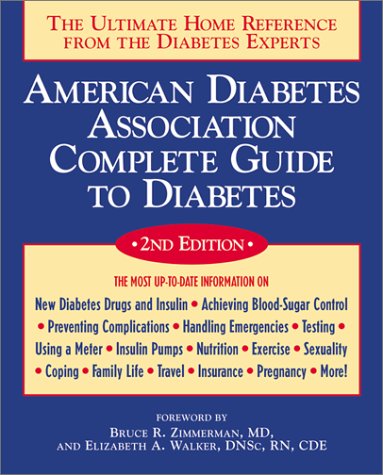 The Ultimate Home Reference
from the Diabetes Experts
American Diabetes
Association
Complete Guide
to Diabetes
• 2nd Edition •
THE MOST UP-TO-DATE INFORMATION ON
New Diabetes Drugs and Insulin • Achieving Blood-Sugar Control
• Preventing Complications • Handling Emergencies • Testing •
Using a Meter • Insulin Pumps • Nutrition • Exercise • Sexuality
• Coping • Family Life • Travel • Insurance • Pregnancy • More!
Foreword by
Bruce R. Zimmerman, MD,
and Elizabeth A. Walker, DNSc, RN, CDE